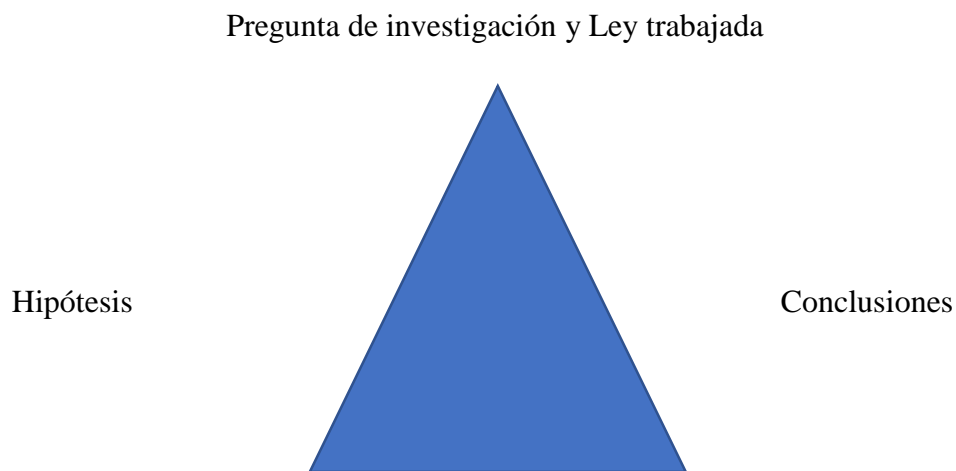 Pregunta de investigación y Ley trabajada
Hipótesis
Conclusiones